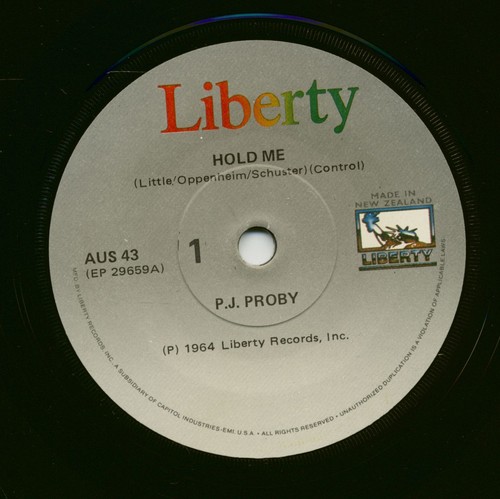 Liberty
HOLD ME
(Little/Oppenheim/Schuster)(Control)
MADE IN
NEW ZEALAND
LIBERTY
AUS 43
(EP 29659A)
1
P.J. PROBY
(P) 1964 Liberty Records, Inc.
MFD. BY LIBERTY RECORDS, INC., A SUBSIDIARY OF CAPITOL INDUSTRIES-EMI, U.S.A. • ALL RIGHTS RESERVED • UNAUTHORIZED DUPLICATION IS A VIOLATION OF APPLICABLE LAWS.